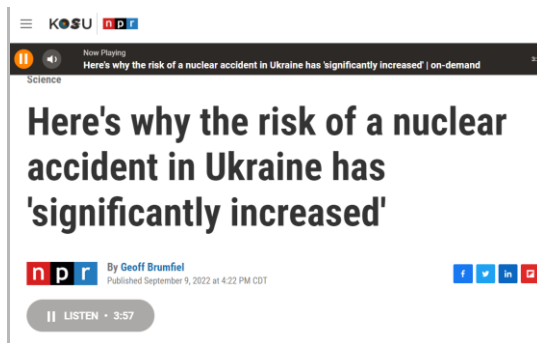 KOSU npr
Now Playing
Here's why the risk of a nuclear accident in Ukraine has 'significantly increased' | on-demand
Science
Here's why the risk of a nuclear
accident in Ukraine has
'significantly increased'
npr
By Geoff Brumfiel
Published September 9, 2022 at 4:22 PM CDT
LISTEN • 3:57